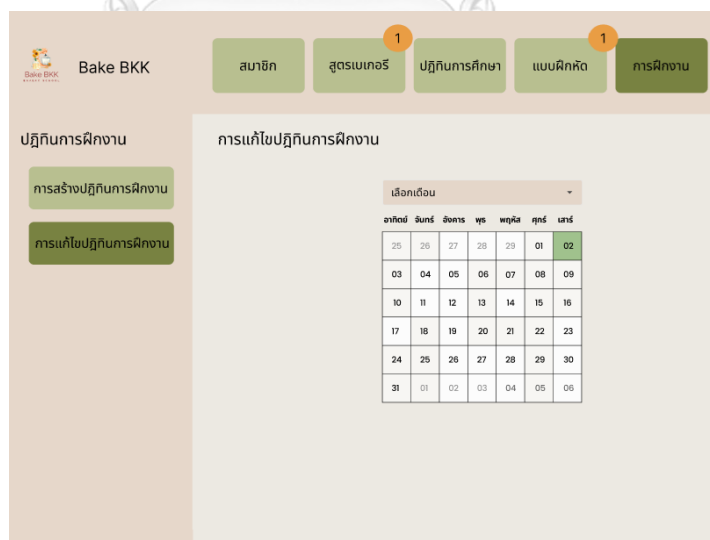 1
1
Bake BKK
Bake BKK
สมาชิก
สูตรเบเกอรี
ปฎิทินการศึกษา
แบบฝึกหัด
การฝึกงาน
ปฎิทินการฝึกงาน
การแก้ไขปฎิทินการฝึกงาน
การสร้างปฎิทินการฝึกงาน
การแก้ไขปฎิทินการฝึกงาน
เลือกเดือน
อาทิตย์ จันทร์ อังคาร พุธ พฤหัส ศุกร์ เสาร์
25 26 27 28 29 01 02
03 04 05 06 07 08 09
10 11 12 13 14 15 16
17 18 19 20 21 22 23
24 25 26 27 28 29 30
31 01 02 03 04 05 06